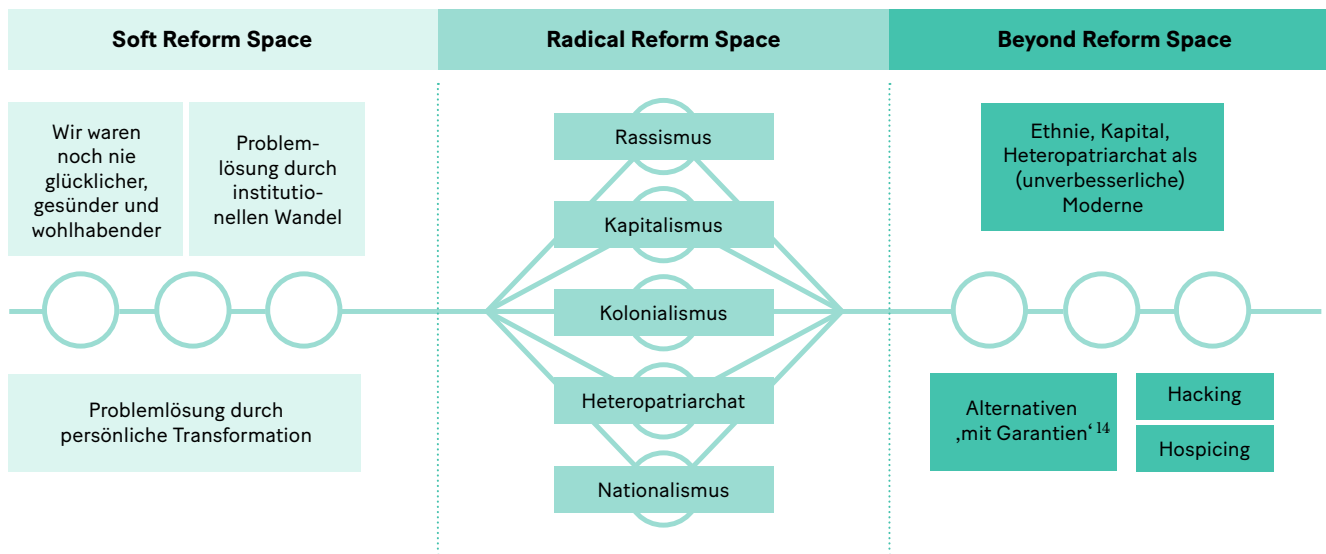 Soft Reform Space
Radical Reform Space
Beyond Reform Space
Wir waren
noch nie
glücklicher,
gesünder und
wohlhabender
Problem-
lösung durch
institutio-
nellen Wandel
Problemlösung durch
persönliche Transformation
Rassismus
Kapitalismus
Kolonialismus
Heteropatriarchat
Nationalismus
Ethnie, Kapital,
Heteropatriarchat als
(unverbesserliche)
Moderne
Alternativen
‚mit Garantien‘ 14
Hacking
Hospicing